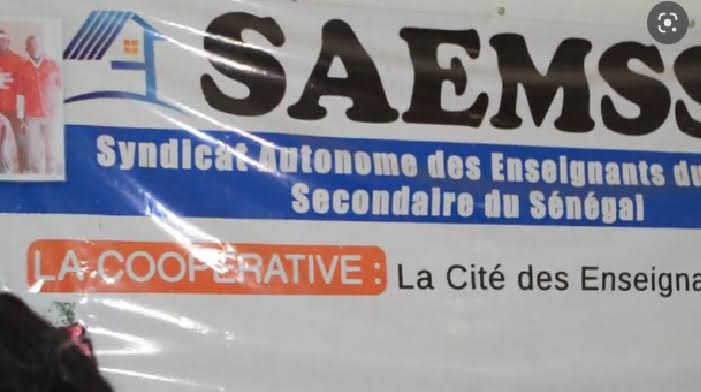 SAEMSS
Syndicat Autonome des Enseignants du
Secondaire du Sénégal
LA COOPERATIVE : La Cité des Enseigna